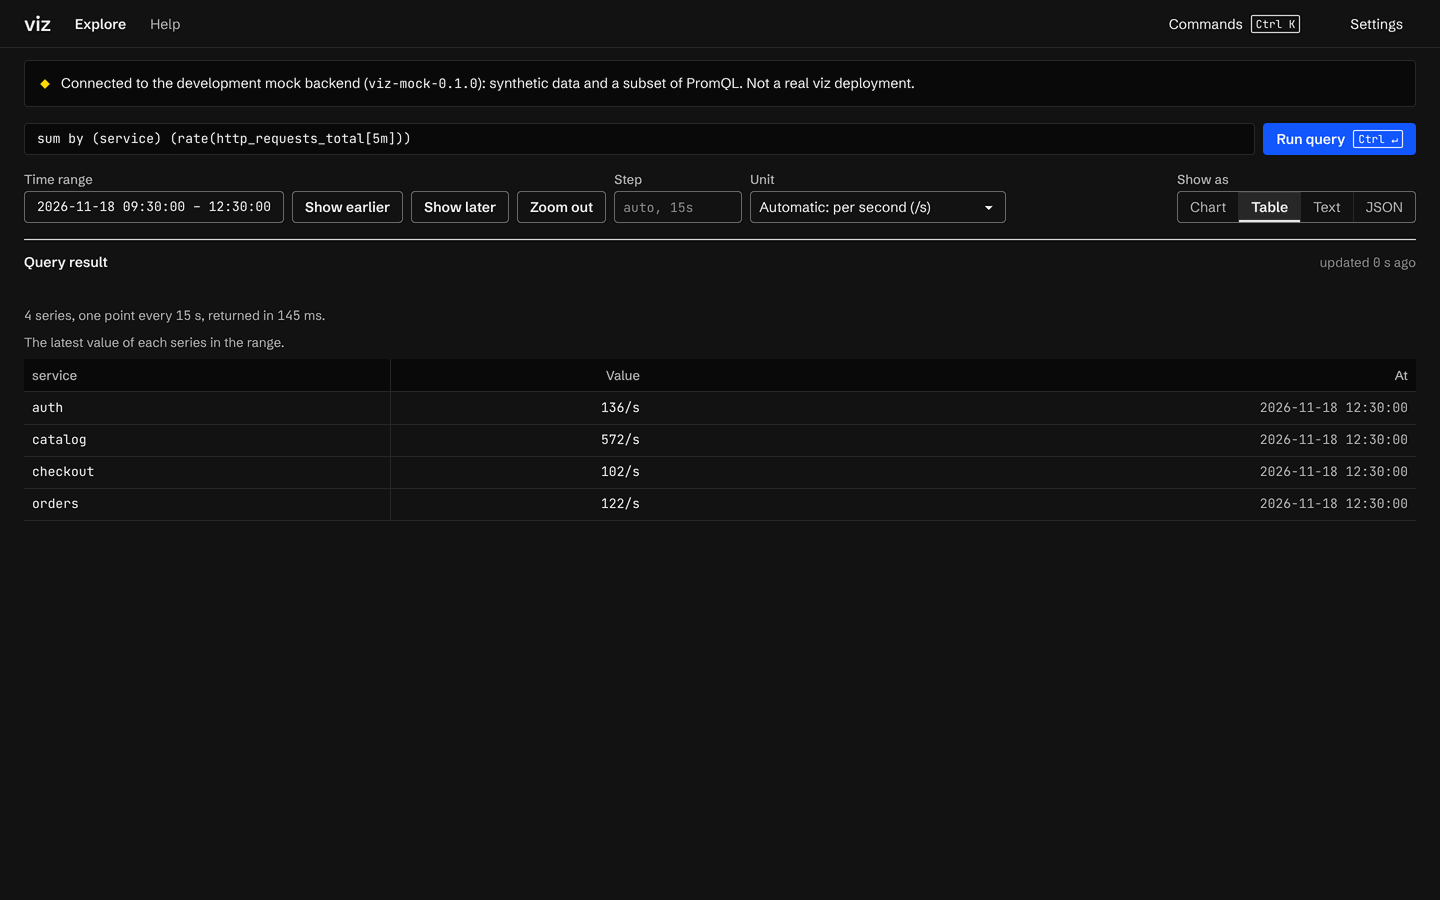 viz Explore Help Commands Ctrl K Settings
Connected to the development mock backend (viz-mock-0.1.0): synthetic data and a subset of PromQL. Not a real viz deployment.
sum by (service) (rate(http_requests_total[5m])) Run query Ctrl ↵
Time range Step Unit Show as
2026-11-18 09:30:00 – 12:30:00 Show earlier Show later Zoom out auto, 15s Automatic: per second (/s) Chart Table Text JSON
Query result updated 0 s ago
4 series, one point every 15 s, returned in 145 ms.
The latest value of each series in the range.
service Value At
auth 136/s 2026-11-18 12:30:00
catalog 572/s 2026-11-18 12:30:00
checkout 102/s 2026-11-18 12:30:00
orders 122/s 2026-11-18 12:30:00